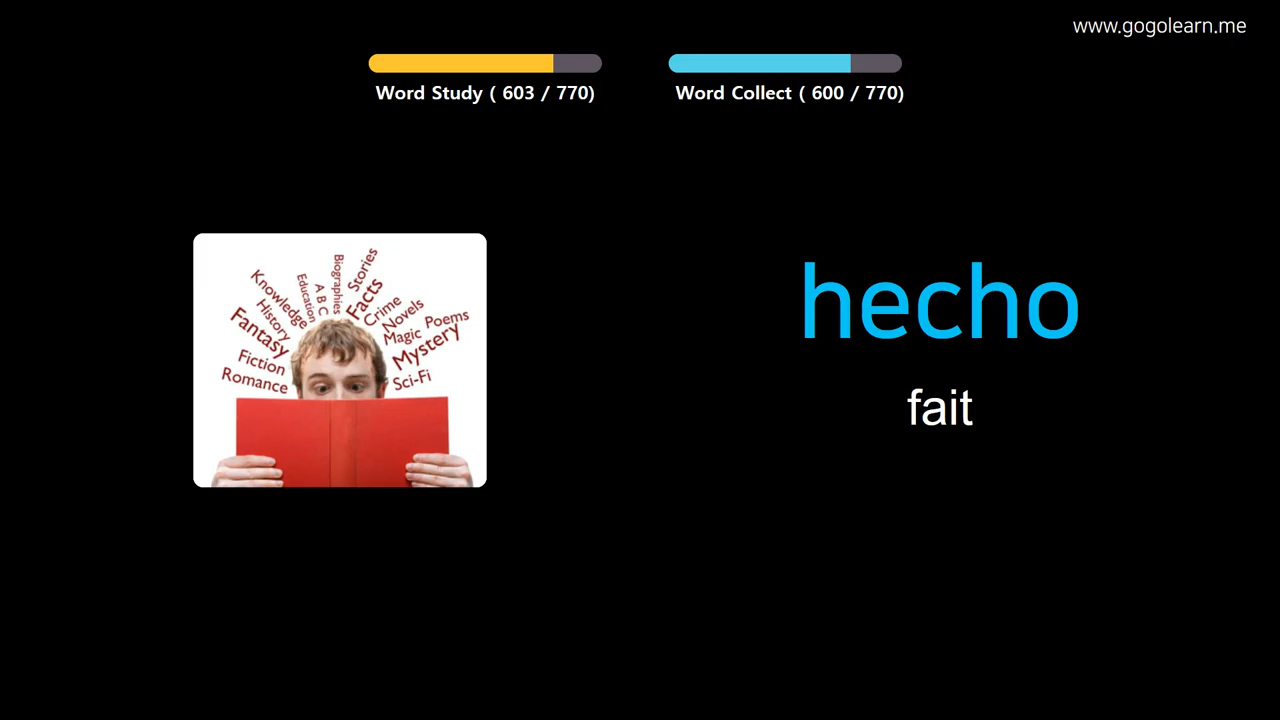 www.gogolearn.me
Word Study ( 603 / 770)
Word Collect ( 600 / 770)
Knowledge
History
Fantasy
Fiction
Romance
Education
A B C
Biographies
Stories
Facts
Crime
Novels
Magic
Poems
Mystery
Sci-Fi
hecho
fait